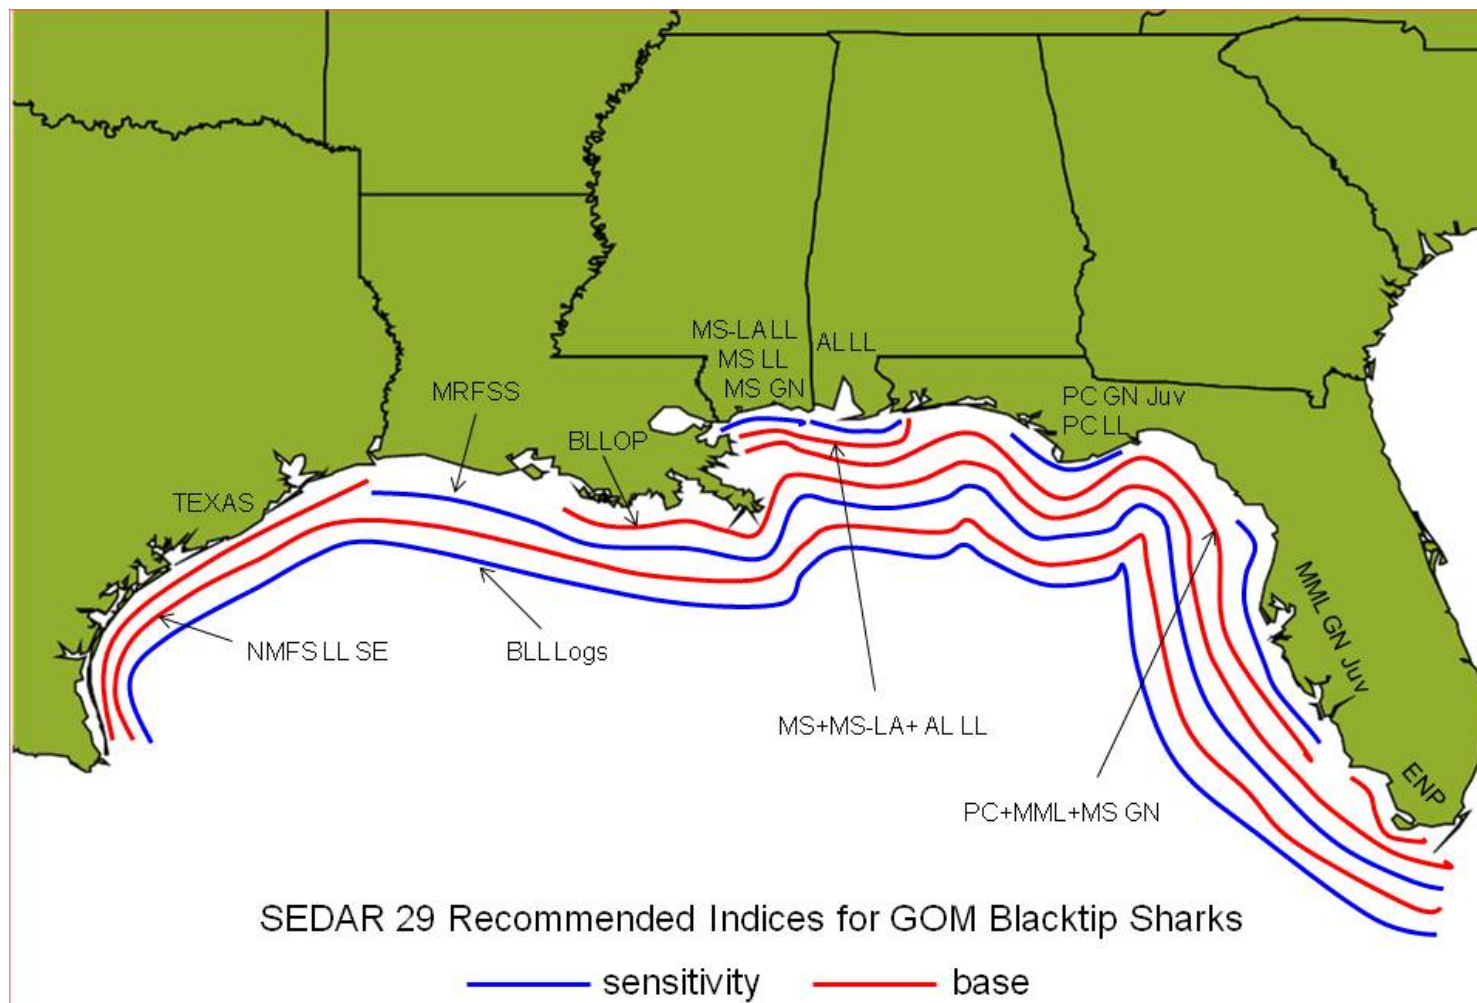 MS-LA LL
MS LL
MS GN
AL LL
MRFSS
PC GN Juv
PC LL
BLLOP
TEXAS
MML GN Juv
NMFS LL SE
BLL Logs
MS+MS-LA+ AL LL
ENP
PC+MML+MS GN
SEDAR 29 Recommended Indices for GOM Blacktip Sharks
sensitivity
base